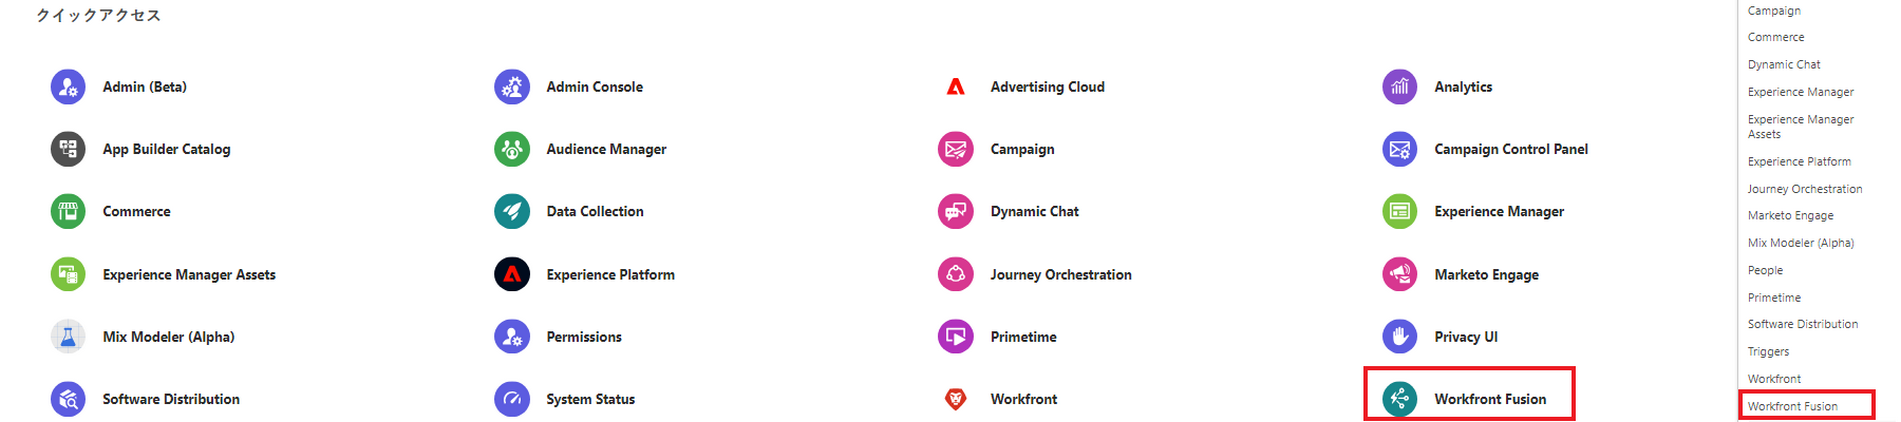 クイックアクセス
Admin (Beta)
Admin Console
Advertising Cloud
Analytics
App Builder Catalog
Audience Manager
Campaign
Campaign Control Panel
Commerce
Data Collection
Dynamic Chat
Experience Manager
Experience Manager Assets
Experience Platform
Journey Orchestration
Marketo Engage
Mix Modeler (Alpha)
Permissions
Primetime
Privacy UI
Software Distribution
System Status
Workfront
Workfront Fusion
Campaign
Commerce
Dynamic Chat
Experience Manager
Experience Manager
Assets
Experience Platform
Journey Orchestration
Marketo Engage
Mix Modeler (Alpha)
People
Primetime
Software Distribution
Triggers
Workfront
Workfront Fusion